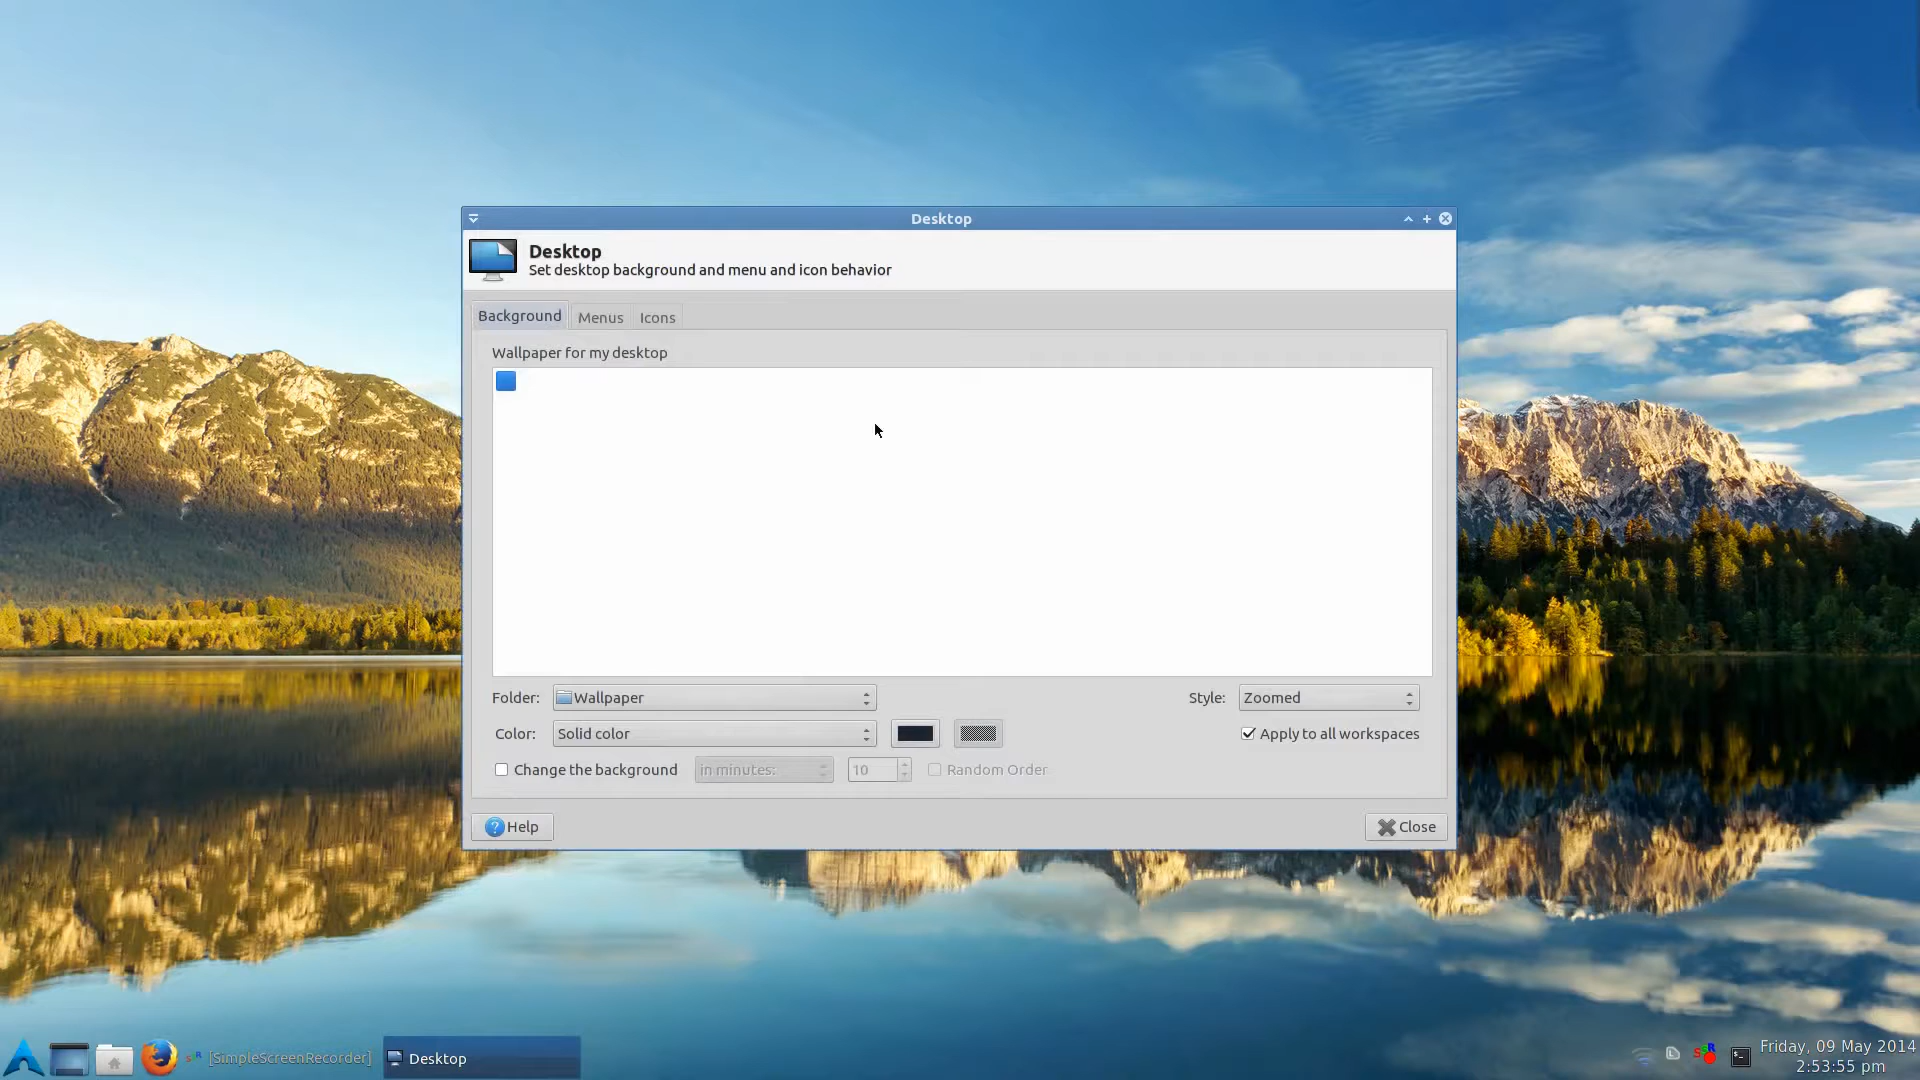 Desktop
Desktop
Set desktop background and menu and icon behavior
Background Menus Icons
Wallpaper for my desktop
Folder: Wallpaper Style: Zoomed
Color: Solid color Apply to all workspaces
Change the background in minutes: 10 Random Order
Help Close
[SimpleScreenRecorder] Desktop
Friday, 09 May 2014
2:53:55 pm